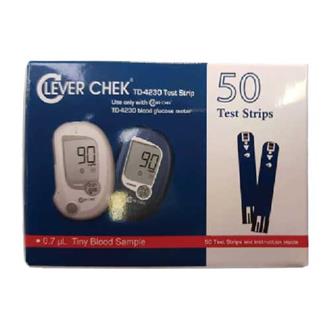 CLEVER CHEK®
TD-4230 Test Strip
Use only with CLEVER CHEK
TD-4230 blood glucose meter
50
Test Strips
90
90
• 0.7 µL Tiny Blood Sample
50 Test Strips and Instruction Inside